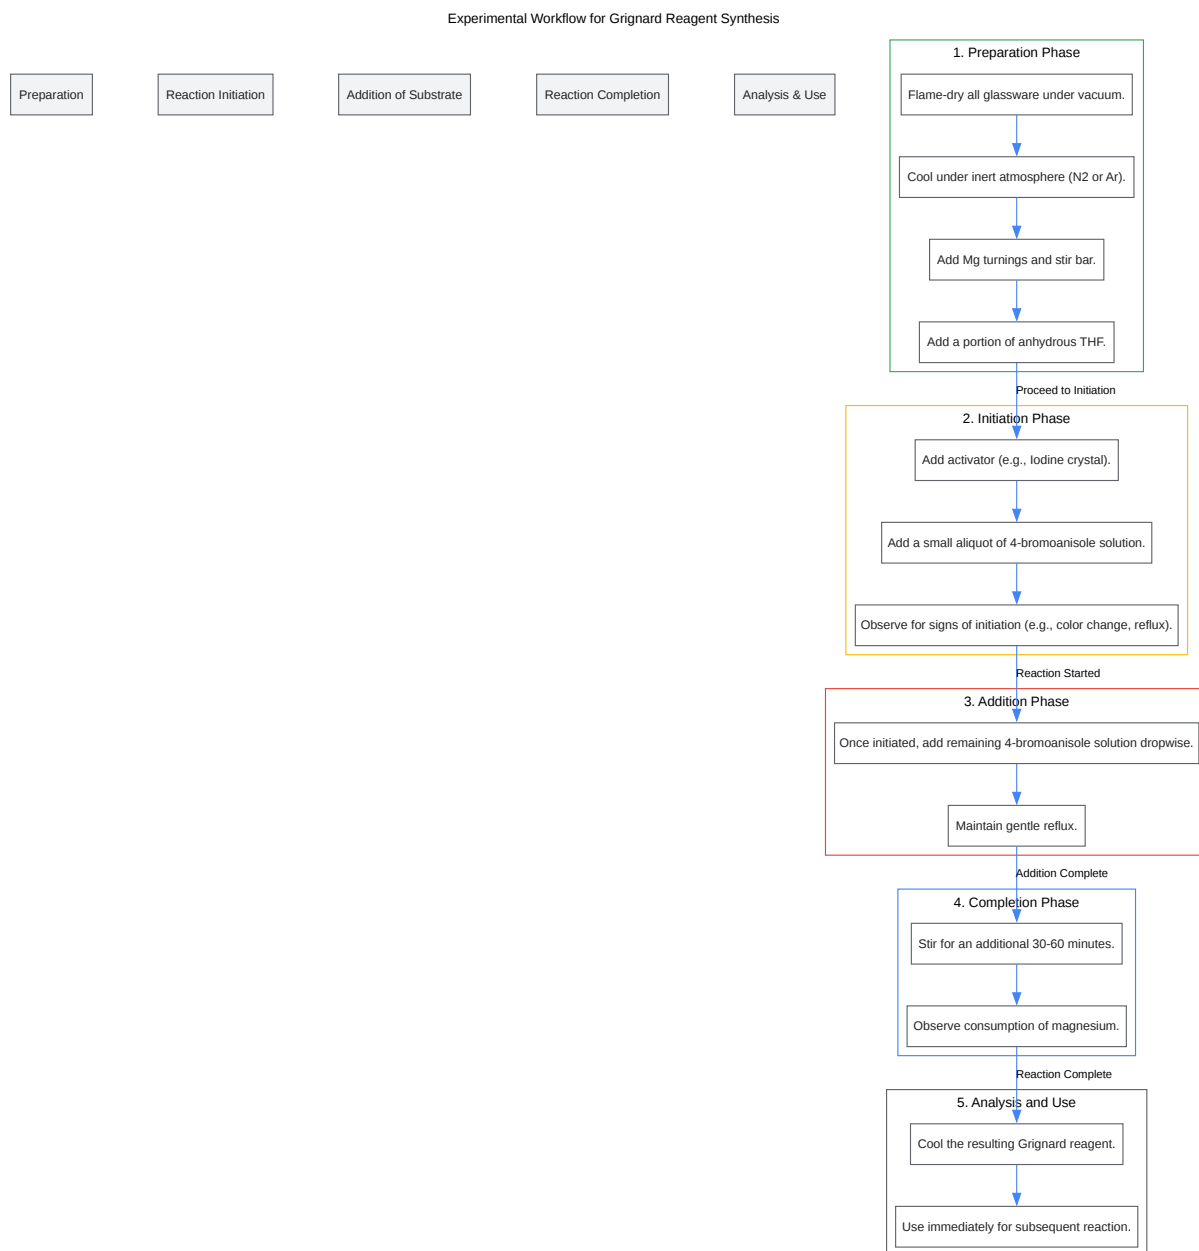 Experimental Workflow for Grignard Reagent Synthesis
Preparation
Reaction Initiation
Addition of Substrate
Reaction Completion
Analysis & Use
1. Preparation Phase
Flame-dry all glassware under vacuum.
Cool under inert atmosphere (N2 or Ar).
Add Mg turnings and stir bar.
Add a portion of anhydrous THF.
Proceed to Initiation
2. Initiation Phase
Add activator (e.g., Iodine crystal).
Add a small aliquot of 4-bromoanisole solution.
Observe for signs of initiation (e.g., color change, reflux).
Reaction Started
3. Addition Phase
Once initiated, add remaining 4-bromoanisole solution dropwise.
Maintain gentle reflux.
Addition Complete
4. Completion Phase
Stir for an additional 30-60 minutes.
Observe consumption of magnesium.
Reaction Complete
5. Analysis and Use
Cool the resulting Grignard reagent.
Use immediately for subsequent reaction.